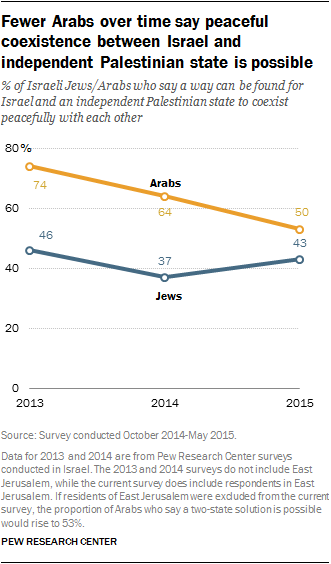 Fewer Arabs over time say peaceful
coexistence between Israel and
independent Palestinian state is possible
% of Israeli Jews/Arabs who say a way can be found for
Israel and an independent Palestinian state to coexist
peacefully with each other
80%
Arabs
74
64
50
60
46
37
43
40
Jews
20
0
2013 2014 2015
Source: Survey conducted October 2014-May 2015.
Data for 2013 and 2014 are from Pew Research Center surveys
conducted in Israel. The 2013 and 2014 surveys do not include East
Jerusalem, while the current survey does include respondents in East
Jerusalem. If residents of East Jerusalem were excluded from the current
survey, the proportion of Arabs who say a two-state solution is possible
would rise to 53%.
PEW RESEARCH CENTER